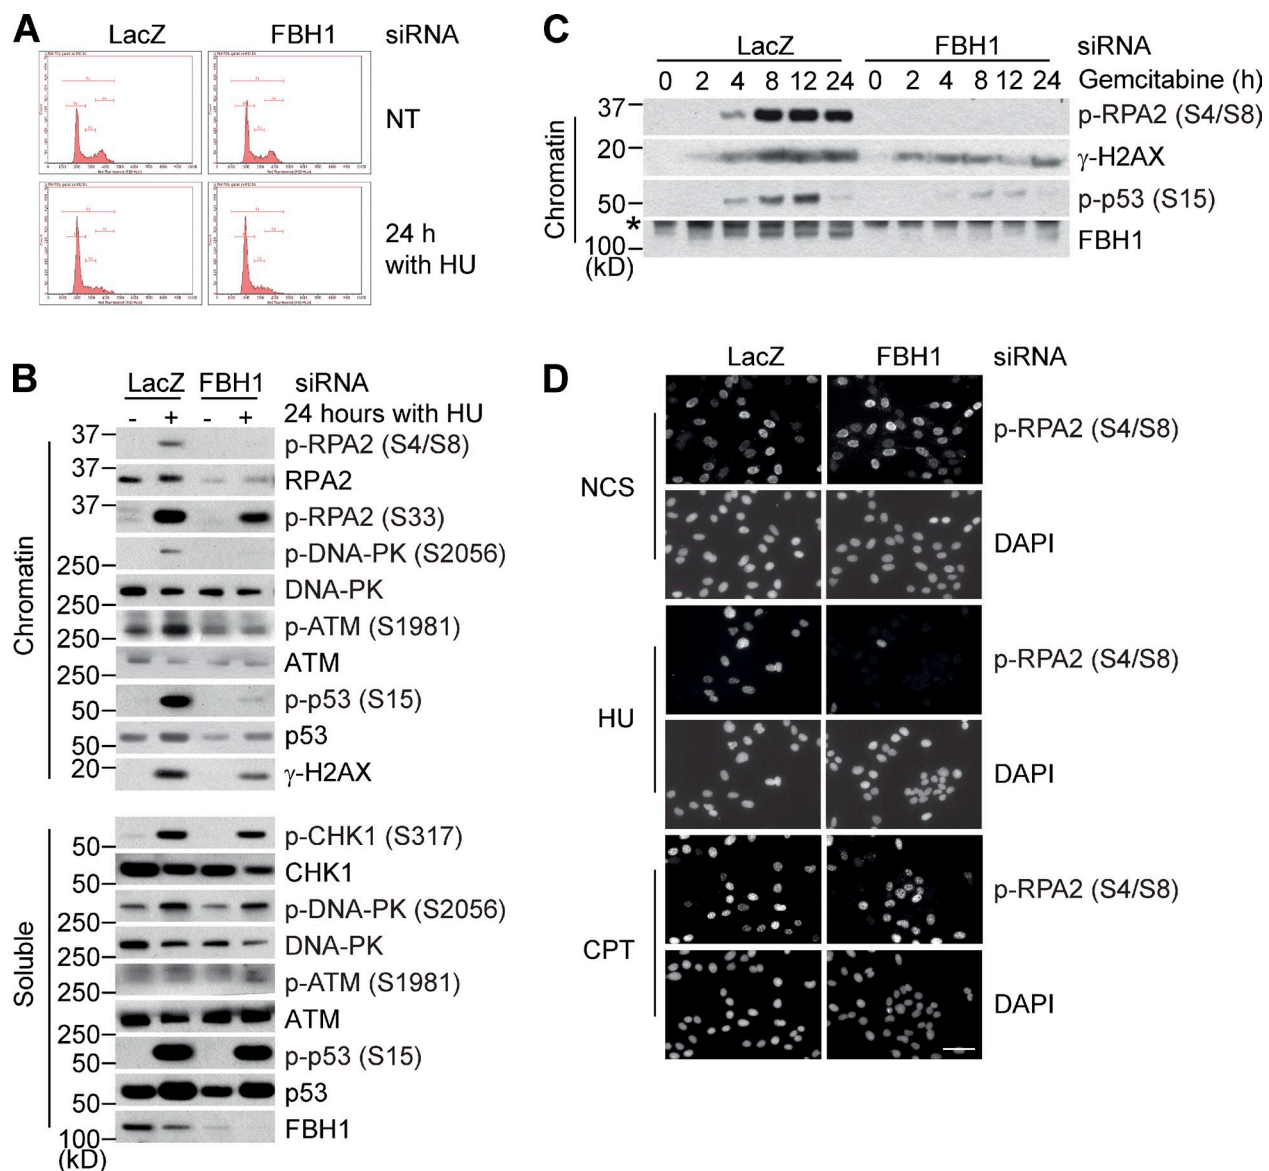 A
LacZ FBH1 siRNA
NT
24 h
with HU
B
LacZ FBH1 siRNA
- + - + 24 hours with HU
Chromatin
37 p-RPA2 (S4/S8)
37 RPA2
37 p-RPA2 (S33)
250 p-DNA-PK (S2056)
250 DNA-PK
250 p-ATM (S1981)
250 ATM
50 p-p53 (S15)
50 p53
20 γ-H2AX
Soluble
50 p-CHK1 (S317)
50 CHK1
250 p-DNA-PK (S2056)
250 DNA-PK
250 p-ATM (S1981)
250 ATM
50 p-p53 (S15)
50 p53
100 FBH1
(kD)
C
LacZ FBH1 siRNA
0 2 4 8 12 24 0 2 4 8 12 24 Gemcitabine (h)
Chromatin
37 p-RPA2 (S4/S8)
20 γ-H2AX
50 p-p53 (S15)
* FBH1
100
(kD)
D
LacZ FBH1 siRNA
NCS
p-RPA2 (S4/S8)
DAPI
HU
p-RPA2 (S4/S8)
DAPI
CPT
p-RPA2 (S4/S8)
DAPI